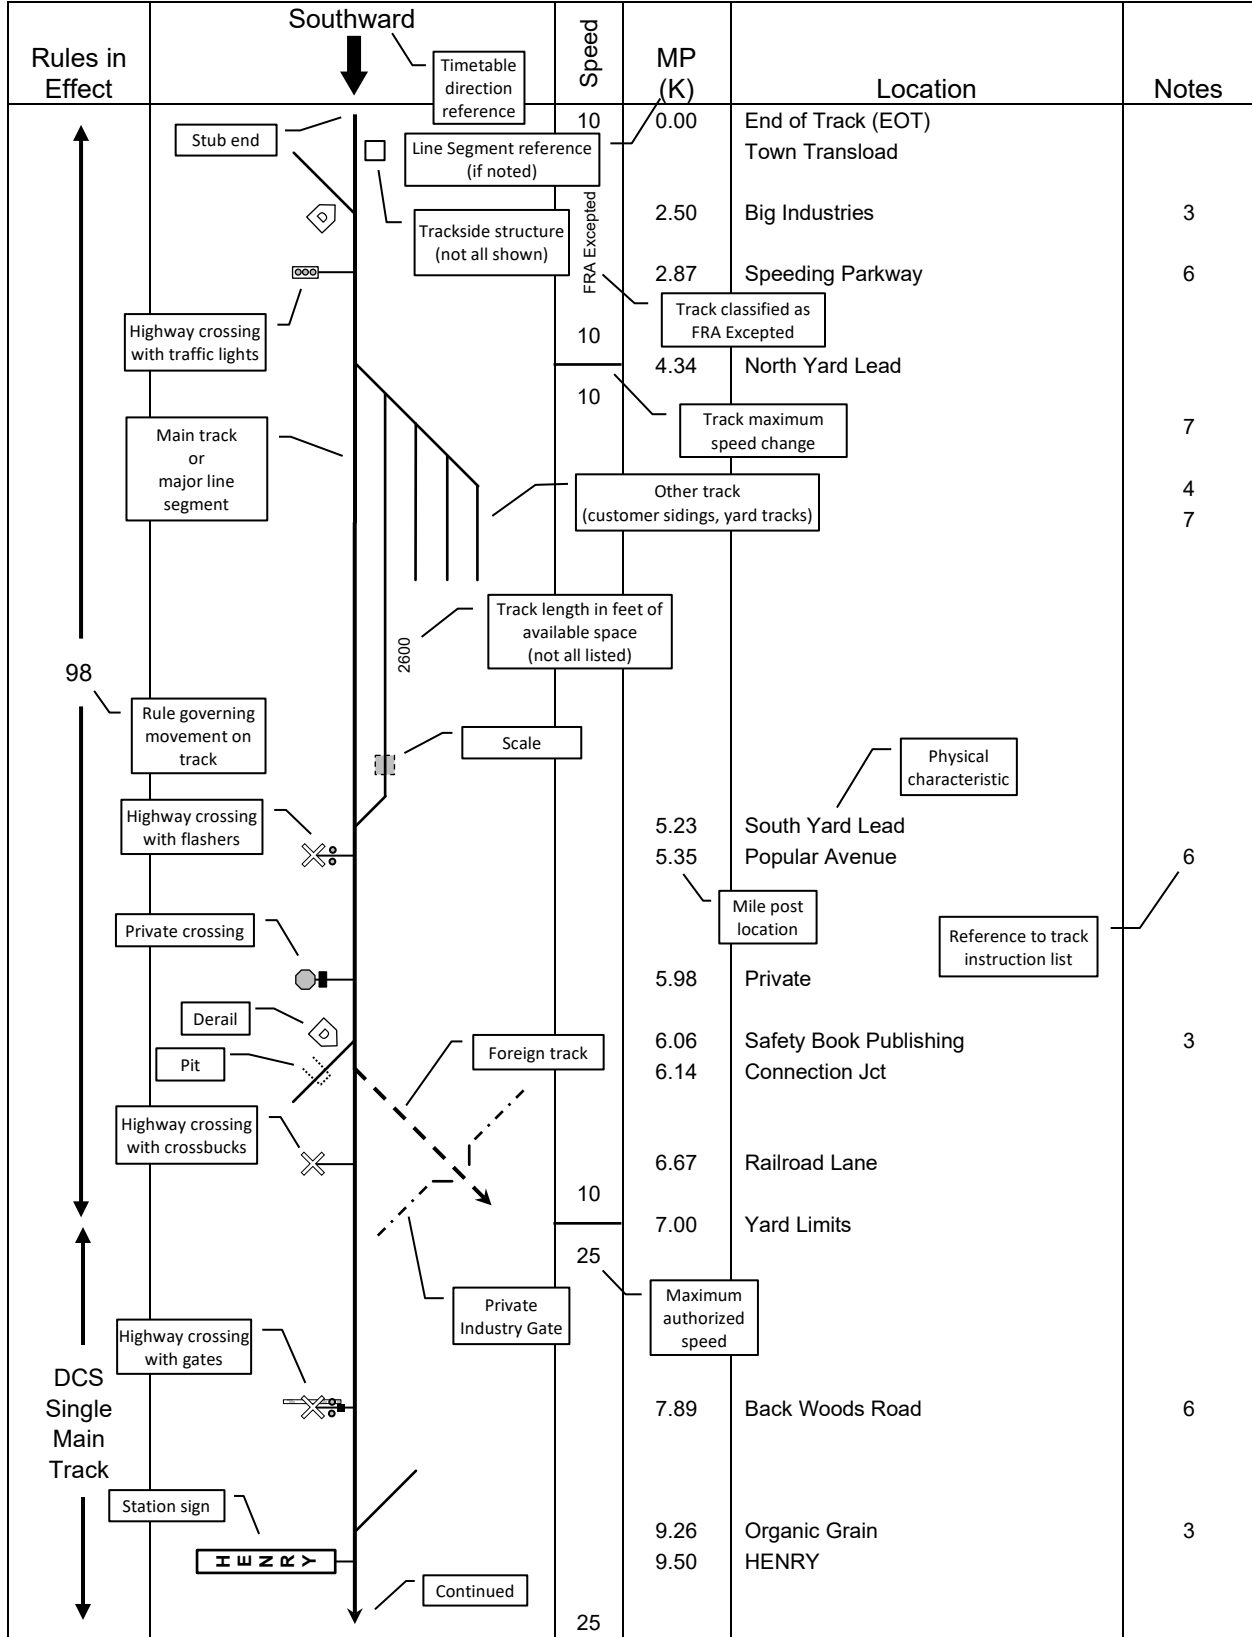 Rules in
Effect
Southward
Speed
MP
(K)
Location
Notes
Timetable
direction
reference
Stub end
10
0.00
End of Track (EOT)
Line Segment reference
(if noted)
Town Transload
D
Trackside structure
(not all shown)
FRA Excepted
2.50
Big Industries
3
2.87
Speeding Parkway
6
Highway crossing
with traffic lights
Track classified as
FRA Excepted
10
4.34
North Yard Lead
10
Track maximum
speed change
7
Main track
or
major line
segment
Other track
(customer sidings, yard tracks)
4
7
2600
Track length in feet of
available space
(not all listed)
98
Rule governing
movement on
track
Scale
Physical
characteristic
Highway crossing
with flashers
5.23
South Yard Lead
5.35
Popular Avenue
6
Mile post
location
Reference to track
instruction list
Private crossing
5.98
Private
Derail
D
Pit
Foreign track
6.06
Safety Book Publishing
3
6.14
Connection Jct
Highway crossing
with crossbucks
6.67
Railroad Lane
10
7.00
Yard Limits
25
Private
Industry Gate
Maximum
authorized
speed
Highway crossing
with gates
DCS
Single
Main
Track
7.89
Back Woods Road
6
Station sign
9.26
Organic Grain
3
HENRY
9.50
HENRY
Continued
25